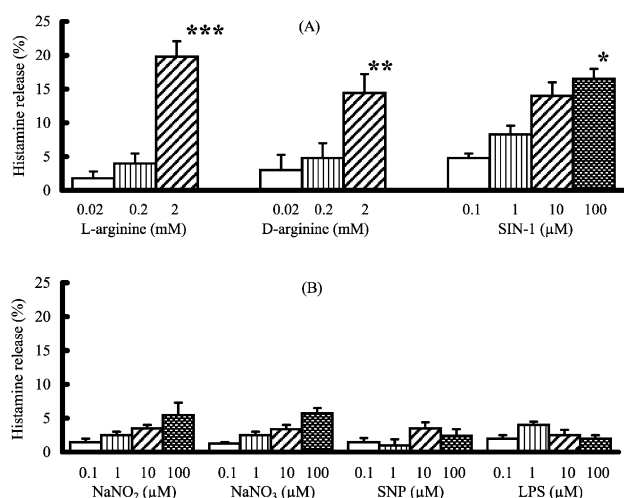 (A)
Histamine release (%)
25
20
15
10
5
0
***
**
*
0.02 0.2 2 0.02 0.2 2 0.1 1 10 100
L-arginine (mM) D-arginine (mM) SIN-1 (µM)
(B)
Histamine release (%)
25
20
15
10
5
0
0.1 1 10 100 0.1 1 10 100 0.1 1 10 100 0.1 1 10 100
NaNO2 (µM) NaNO3 (µM) SNP (µM) LPS (µM)